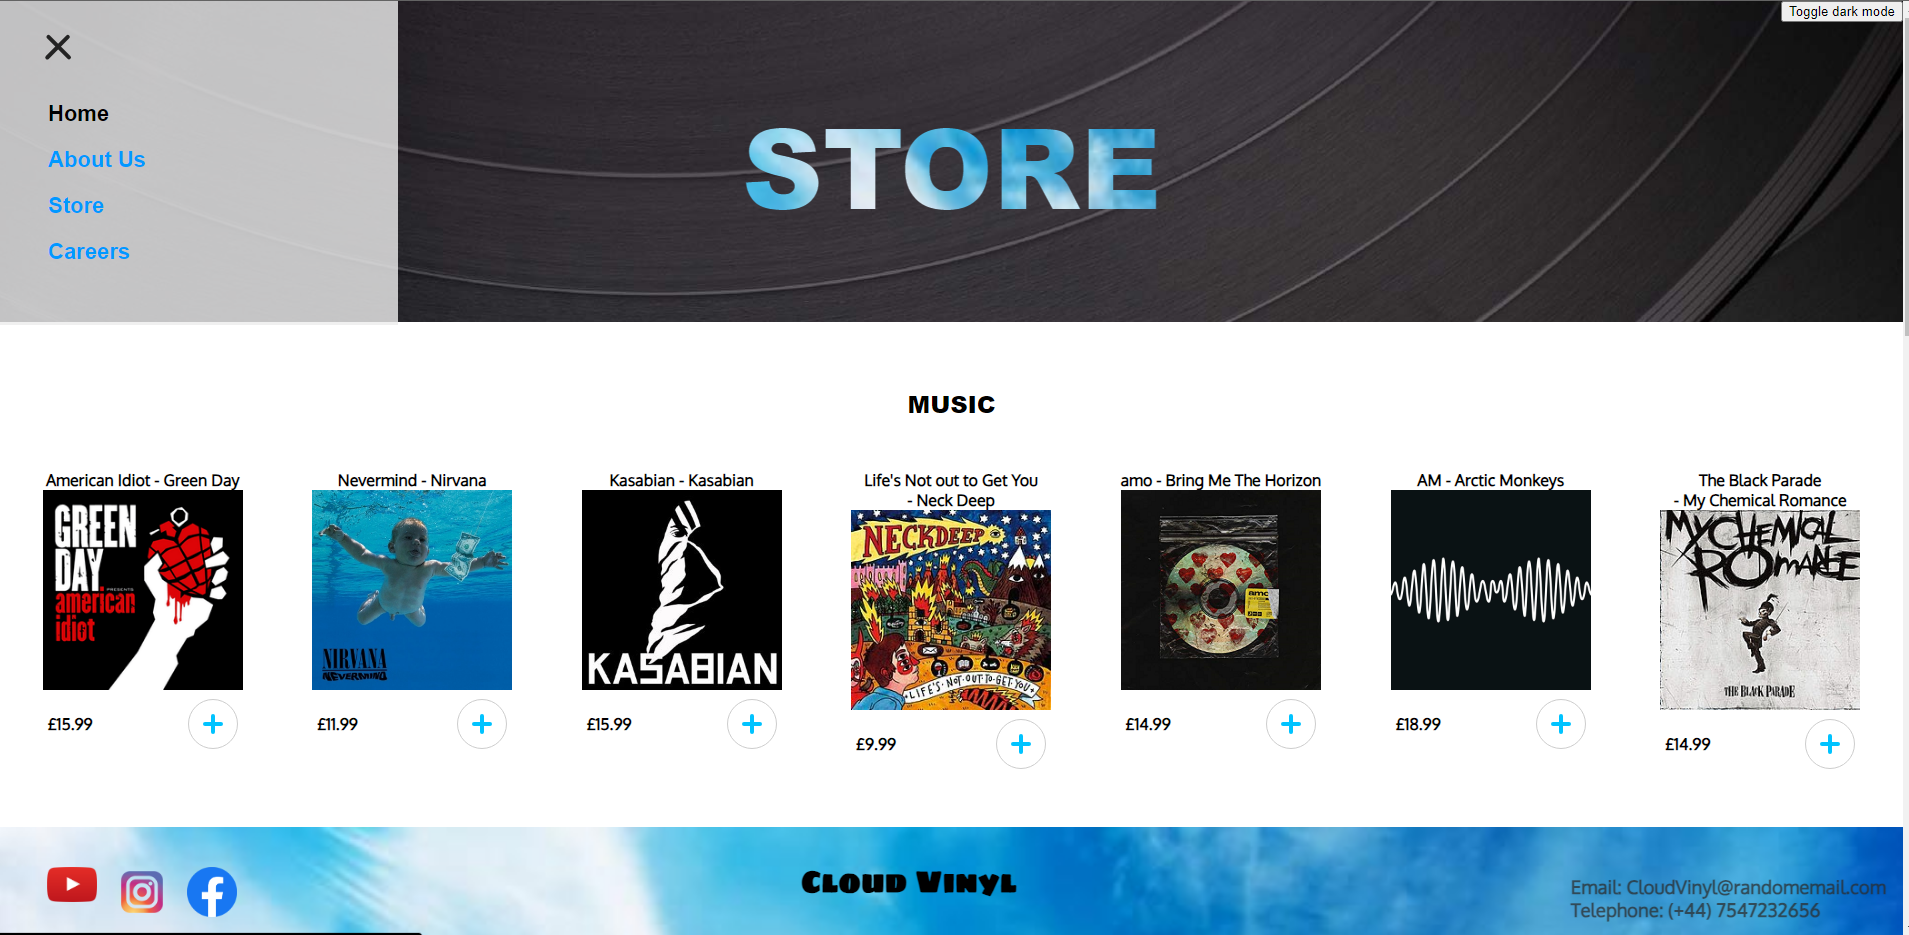 Toggle dark mode
Home
About Us
Store
Careers
STORE
MUSIC
American Idiot - Green Day
GREEN
DAY
PRESENTS
american
idiot
£15.99
Nevermind - Nirvana
NIRVANA
NEVERMIND
£11.99
Kasabian - Kasabian
KASABIAN
£15.99
Life's Not out to Get You
- Neck Deep
NECK DEEP
LIFE'S·NOT·OUT·TO·GET·YOU
£9.99
amo - Bring Me The Horizon
amo
£14.99
AM - Arctic Monkeys
£18.99
The Black Parade
- My Chemical Romance
MY CHEMICAL
ROMANCE
THE BLACK PARADE
£14.99
Cloud Vinyl
Email: CloudVinyl@randomemail.com
Telephone: (+44) 7547232656